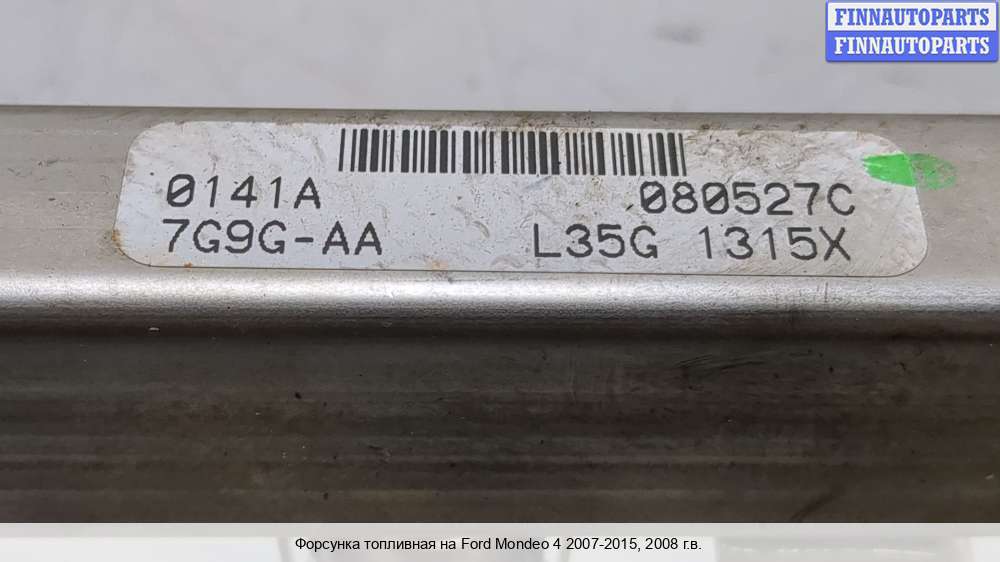 FINNAUTOPARTS
FINNAUTOPARTS
0141A 080527C
7G9G-AA L35G 1315X
Форсунка топливная на Ford Mondeo 4 2007-2015, 2008 г.в.